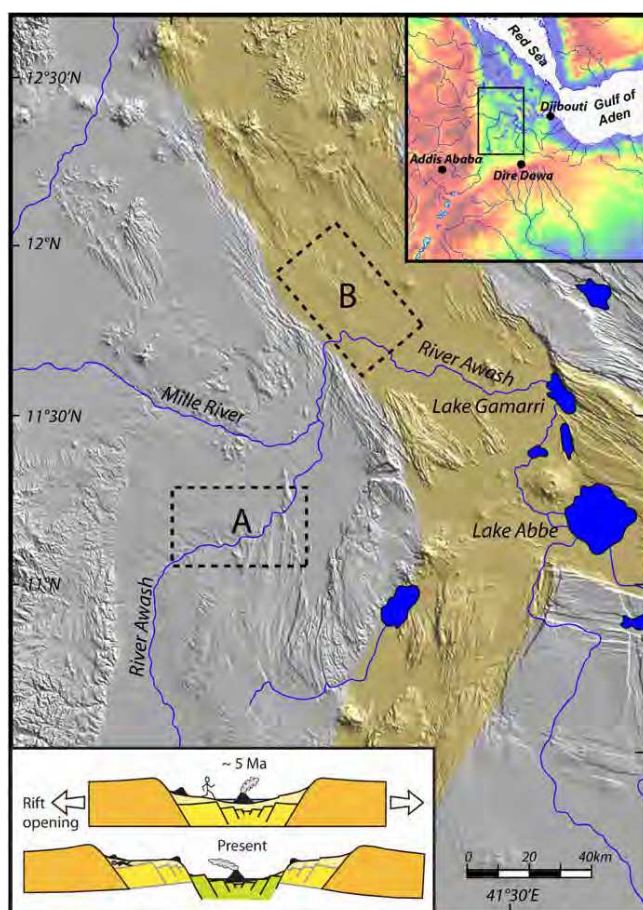 12°30'N
12°N
11°30'N
11°N
Red Sea
Djibouti
Gulf of
Aden
Addis Ababa
Dire Dawa
B
River Awash
Lake Gamarri
Mille River
A
Lake Abbe
River Awash
~ 5 Ma
Rift
opening
Present
0 20 40km
41°30'E